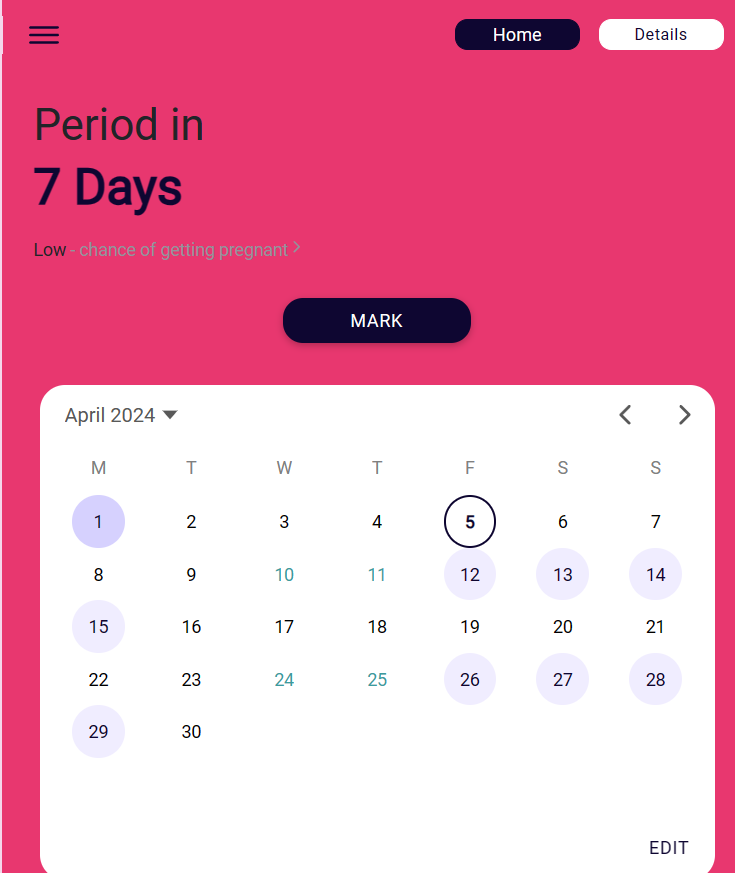 Home Details
Period in
7 Days
Low - chance of getting pregnant
MARK
April 2024
M T W T F S S
1 2 3 4 5 6 7
8 9 10 11 12 13 14
15 16 17 18 19 20 21
22 23 24 25 26 27 28
29 30
EDIT